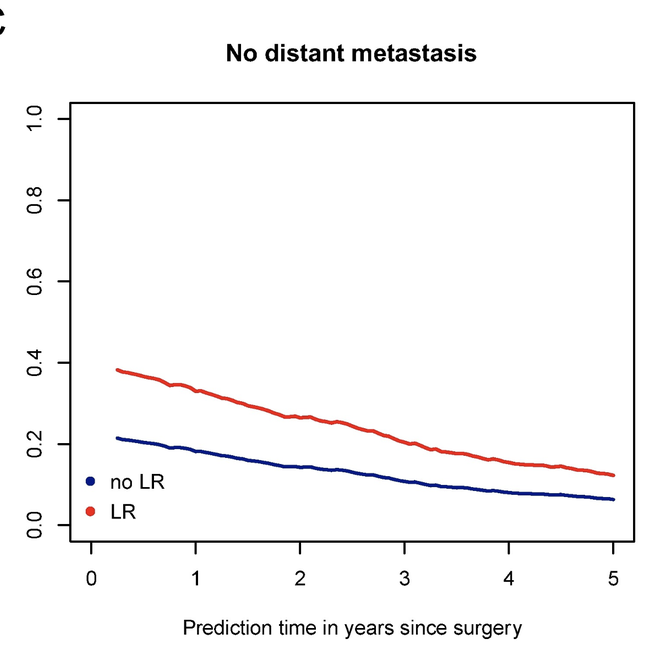 C
No distant metastasis
1.0
0.8
0.6
0.4
0.2
0.0
no LR
LR
0 1 2 3 4 5
Prediction time in years since surgery